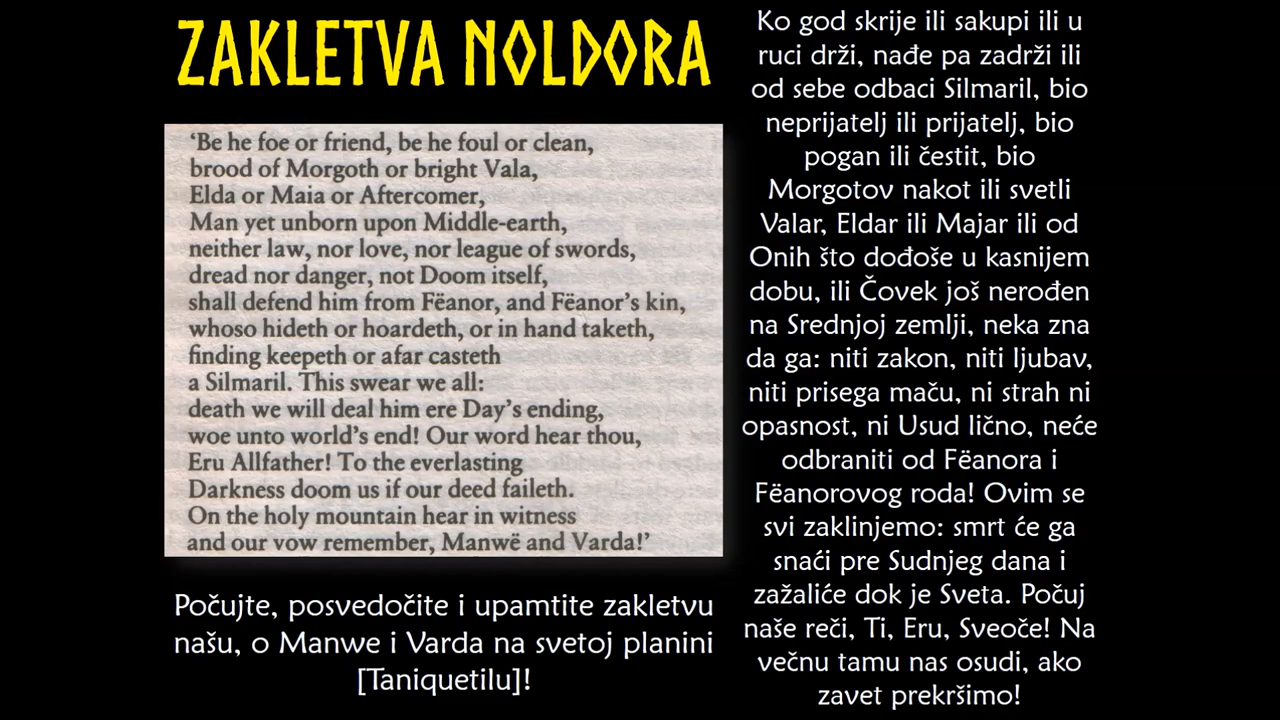 ZAKLETVA NOLDORA
‘Be he foe or friend, be he foul or clean,
brood of Morgoth or bright Vala,
Elda or Maia or Aftercomer,
Man yet unborn upon Middle-earth,
neither law, nor love, nor league of swords,
dread nor danger, not Doom itself,
shall defend him from Fëanor, and Fëanor’s kin,
whoso hideth or hoardeth, or in hand taketh,
finding keepeth or afar casteth
a Silmaril. This swear we all:
death we will deal him ere Day’s ending,
woe unto world’s end! Our word hear thou,
Eru Allfather! To the everlasting
Darkness doom us if our deed faileth.
On the holy mountain hear in witness
and our vow remember, Manwë and Varda!’
Počujte, posvedočite i upamtite zakletvu
našu, o Manwe i Varda na svetoj planini
[Taniquetilu]!
Ko god skrije ili sakupi ili u
ruci drži, nađe pa zadrži ili
od sebe odbaci Silmaril, bio
neprijatelj ili prijatelj, bio
pogan ili čestit, bio
Morgotov nakot ili svetli
Valar, Eldar ili Majar ili od
Onih što dođoše u kasnijem
dobu, ili Čovek još nerođen
na Srednjoj zemlji, neka zna
da ga: niti zakon, niti ljubav,
niti prisega maču, ni strah ni
opasnost, ni Usud lično, neće
odbraniti od Fëanora i
Fëanorovog roda! Ovim se
svi zaklinjemo: smrt će ga
snaći pre Sudnjeg dana i
zažaliće dok je Sveta. Počuj
naše reči, Ti, Eru, Sveoče! Na
večnu tamu nas osudi, ako
zavet prekršimo!